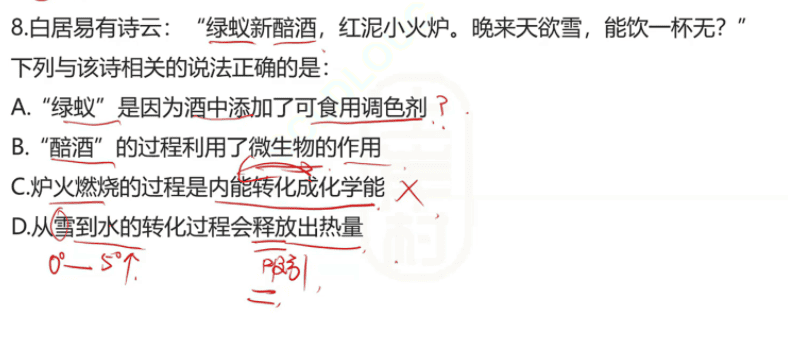 8.白居易有诗云：“绿蚁新醅酒，红泥小火炉。晚来天欲雪，能饮一杯无？”
下列与该诗相关的说法正确的是：
A.“绿蚁”是因为酒中添加了可食用调色剂 ?
B.“醅酒”的过程利用了微生物的作用
C.炉火燃烧的过程是内能转化成化学能 ×
D.从雪到水的转化过程会释放出热量
0° — 5°↑